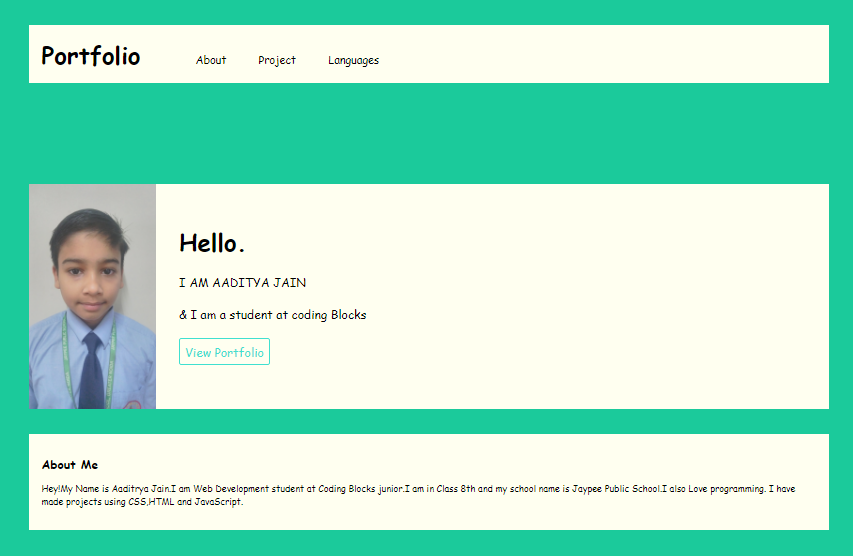 Portfolio About Project Languages
Hello.
I AM AADITYA JAIN
& I am a student at coding Blocks
View Portfolio
About Me
Hey!My Name is Aaditrya Jain.I am Web Development student at Coding Blocks junior.I am in Class 8th and my school name is Jaypee Public School.I also Love programming. I have
made projects using CSS,HTML and JavaScript.